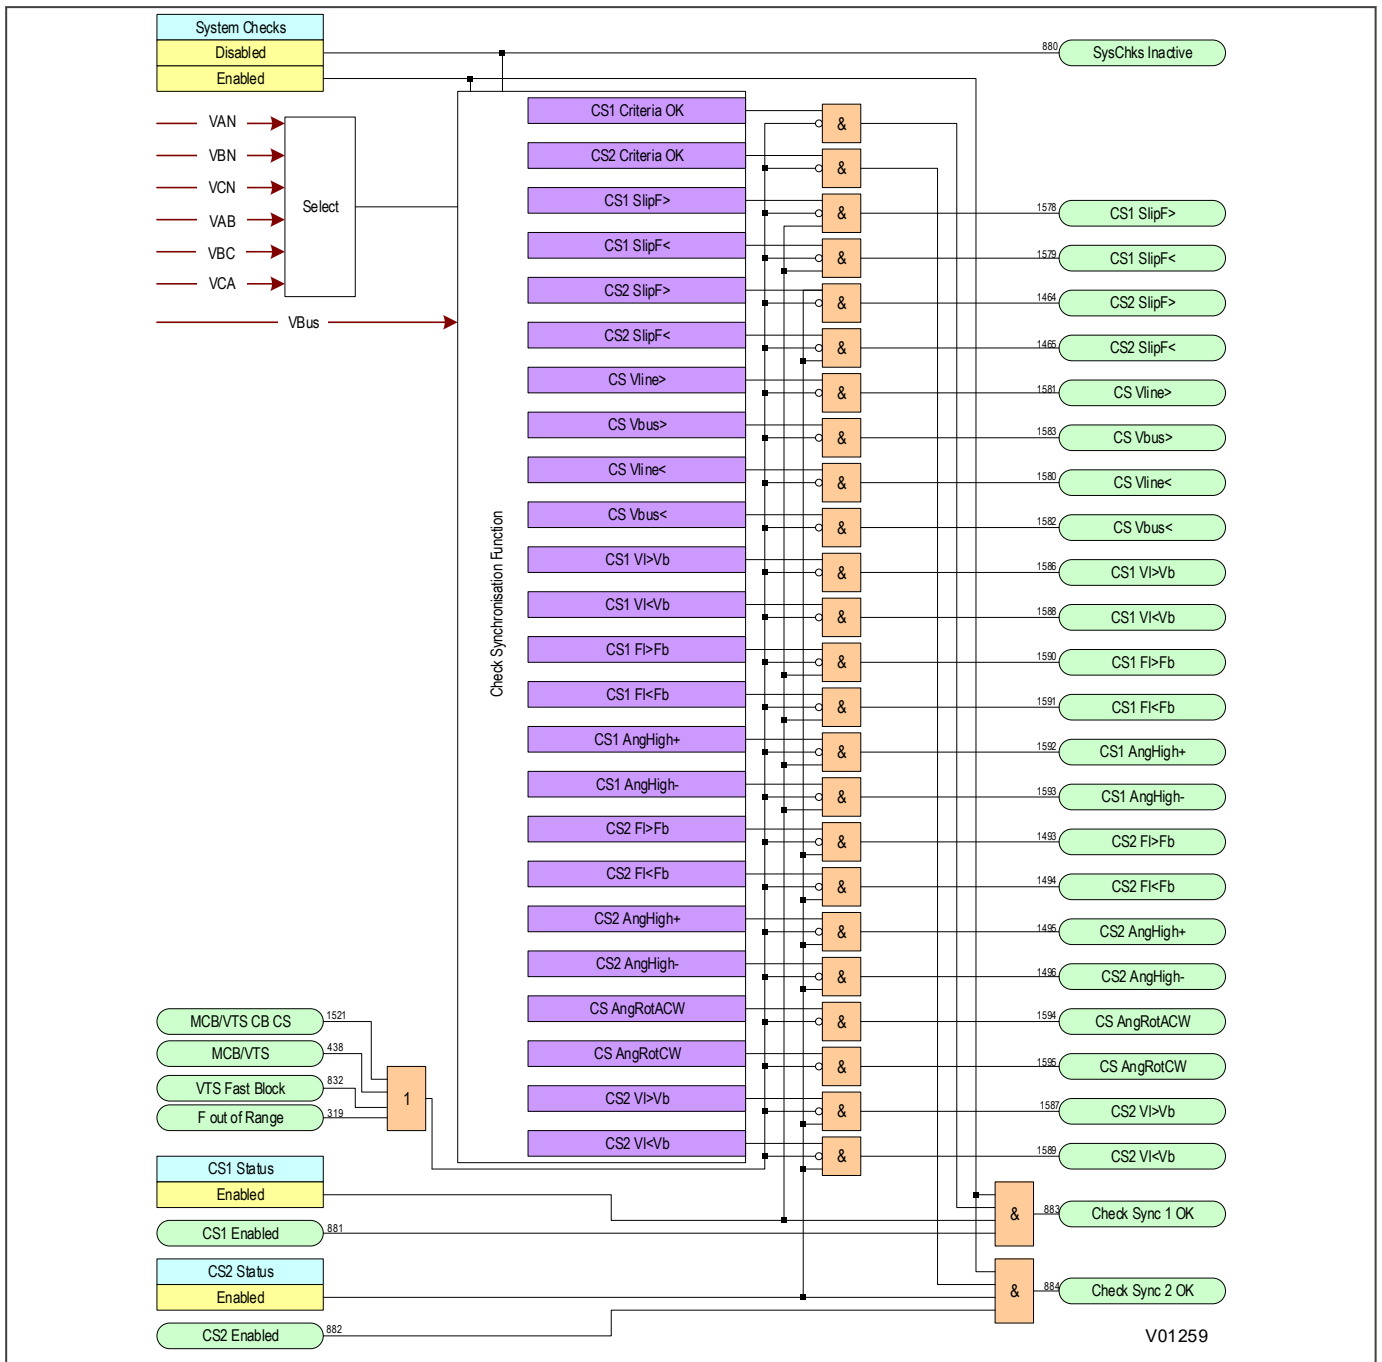 System Checks
Disabled
880
SysChks Inactive
Enabled
CS1 Criteria OK
&
VAN
VBN
CS2 Criteria OK
&
VCN
CS1 SlipF>
&
1578
CS1 SlipF>
Select
VAB
CS1 SlipF<
&
1579
CS1 SlipF<
VBC
VCA
CS2 SlipF>
&
1464
CS2 SlipF>
VBus
CS2 SlipF<
&
1465
CS2 SlipF<
CS Vline>
&
1581
CS Vline>
CS Vbus>
&
1583
CS Vbus>
CS Vline<
&
1580
CS Vline<
CS Vbus<
&
1582
CS Vbus<
Check Synchronisation Function
CS1 Vl>Vb
&
1586
CS1 Vl>Vb
CS1 Vl<Vb
&
1588
CS1 Vl<Vb
CS1 Fl>Fb
&
1590
CS1 Fl>Fb
CS1 Fl<Fb
&
1591
CS1 Fl<Fb
CS1 AngHigh+
&
1592
CS1 AngHigh+
CS1 AngHigh-
&
1593
CS1 AngHigh-
CS2 Fl>Fb
&
1493
CS2 Fl>Fb
CS2 Fl<Fb
&
1494
CS2 Fl<Fb
CS2 AngHigh+
&
1495
CS2 AngHigh+
CS2 AngHigh-
&
1496
CS2 AngHigh-
MCB/VTS CB CS
1521
CS AngRotACW
&
1594
CS AngRotACW
MCB/VTS
438
CS AngRotCW
&
1595
CS AngRotCW
VTS Fast Block
832
1
CS2 Vl>Vb
&
1587
CS2 Vl>Vb
F out of Range
319
CS2 Vl<Vb
&
1589
CS2 Vl<Vb
CS1 Status
Enabled
&
883
Check Sync 1 OK
CS1 Enabled
881
CS2 Status
Enabled
&
884
Check Sync 2 OK
CS2 Enabled
882
V01259